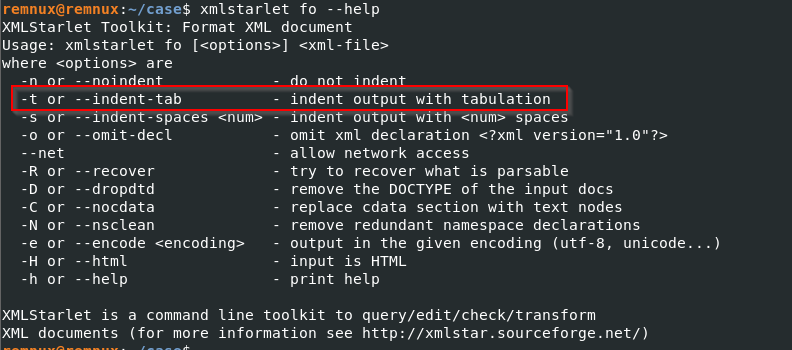 remnux@remnux:~/case$ xmlstarlet fo --help
XMLStarlet Toolkit: Format XML document
Usage: xmlstarlet fo [<options>] <xml-file>
where <options> are
  -n or --noindent            - do not indent
  -t or --indent-tab          - indent output with tabulation
  -s or --indent-spaces <num> - indent output with <num> spaces
  -o or --omit-decl           - omit xml declaration <?xml version="1.0"?>
  --net                       - allow network access
  -R or --recover             - try to recover what is parsable
  -D or --dropdtd             - remove the DOCTYPE of the input docs
  -C or --nocdata             - replace cdata section with text nodes
  -N or --nsclean             - remove redundant namespace declarations
  -e or --encode <encoding>   - output in the given encoding (utf-8, unicode...)
  -H or --html                - input is HTML
  -h or --help                - print help
XMLStarlet is a command line toolkit to query/edit/check/transform
XML documents (for more information see http://xmlstar.sourceforge.net/)
remnux@remnux:~/case$